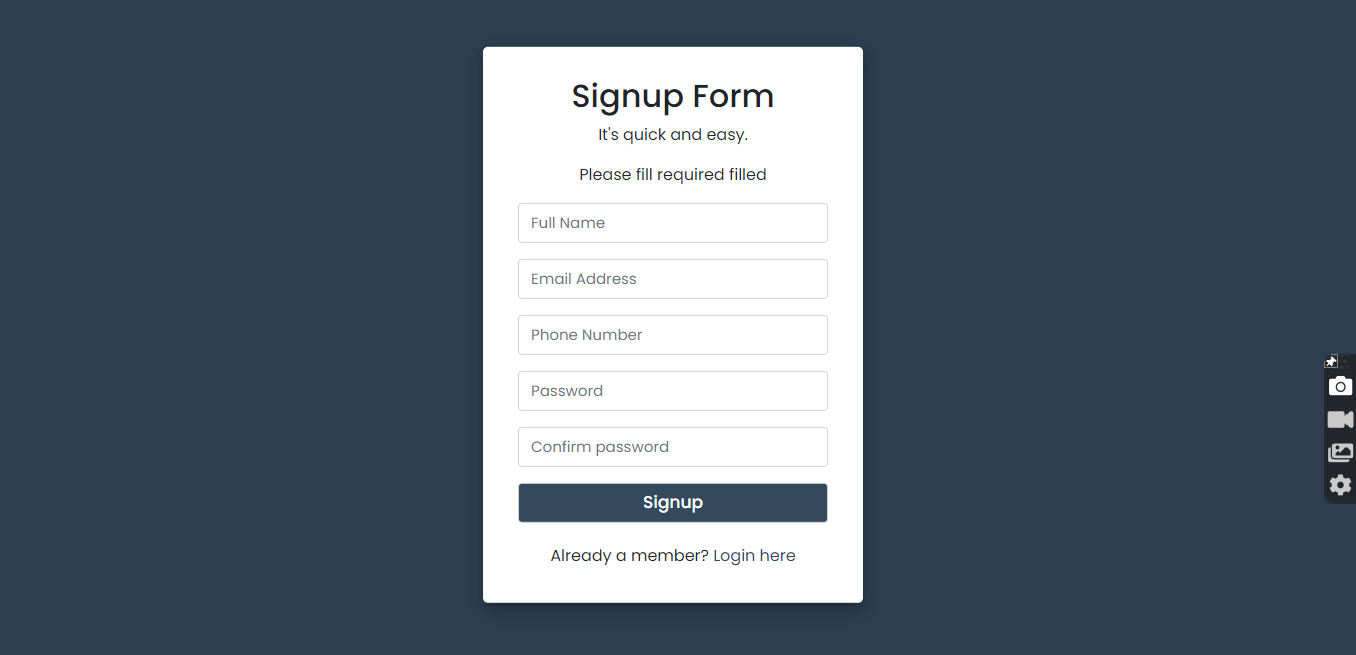 Signup Form
It's quick and easy.
Please fill required filled
Full Name
Email Address
Phone Number
Password
Confirm password
Signup
Already a member? Login here